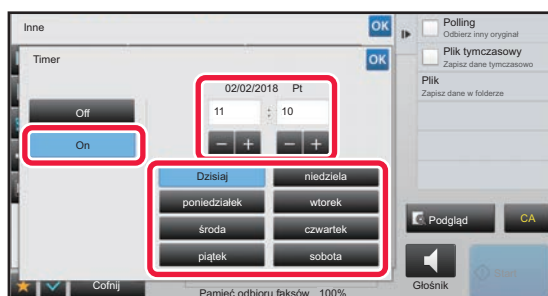 Inne
OK
Timer
OK
02/02/2018 Pt
11 : 10
Off
On
Dzisiaj
niedziela
poniedziałek
wtorek
środa
czwartek
piątek
sobota
Cofnij
Pamięć odbioru faksów 100%
Polling
Odbierz inny oryginał
Plik tymczasowy
Zapisz dane tymczasowo
Plik
Zapisz dane w folderze
Podgląd
CA
Głośnik
Start